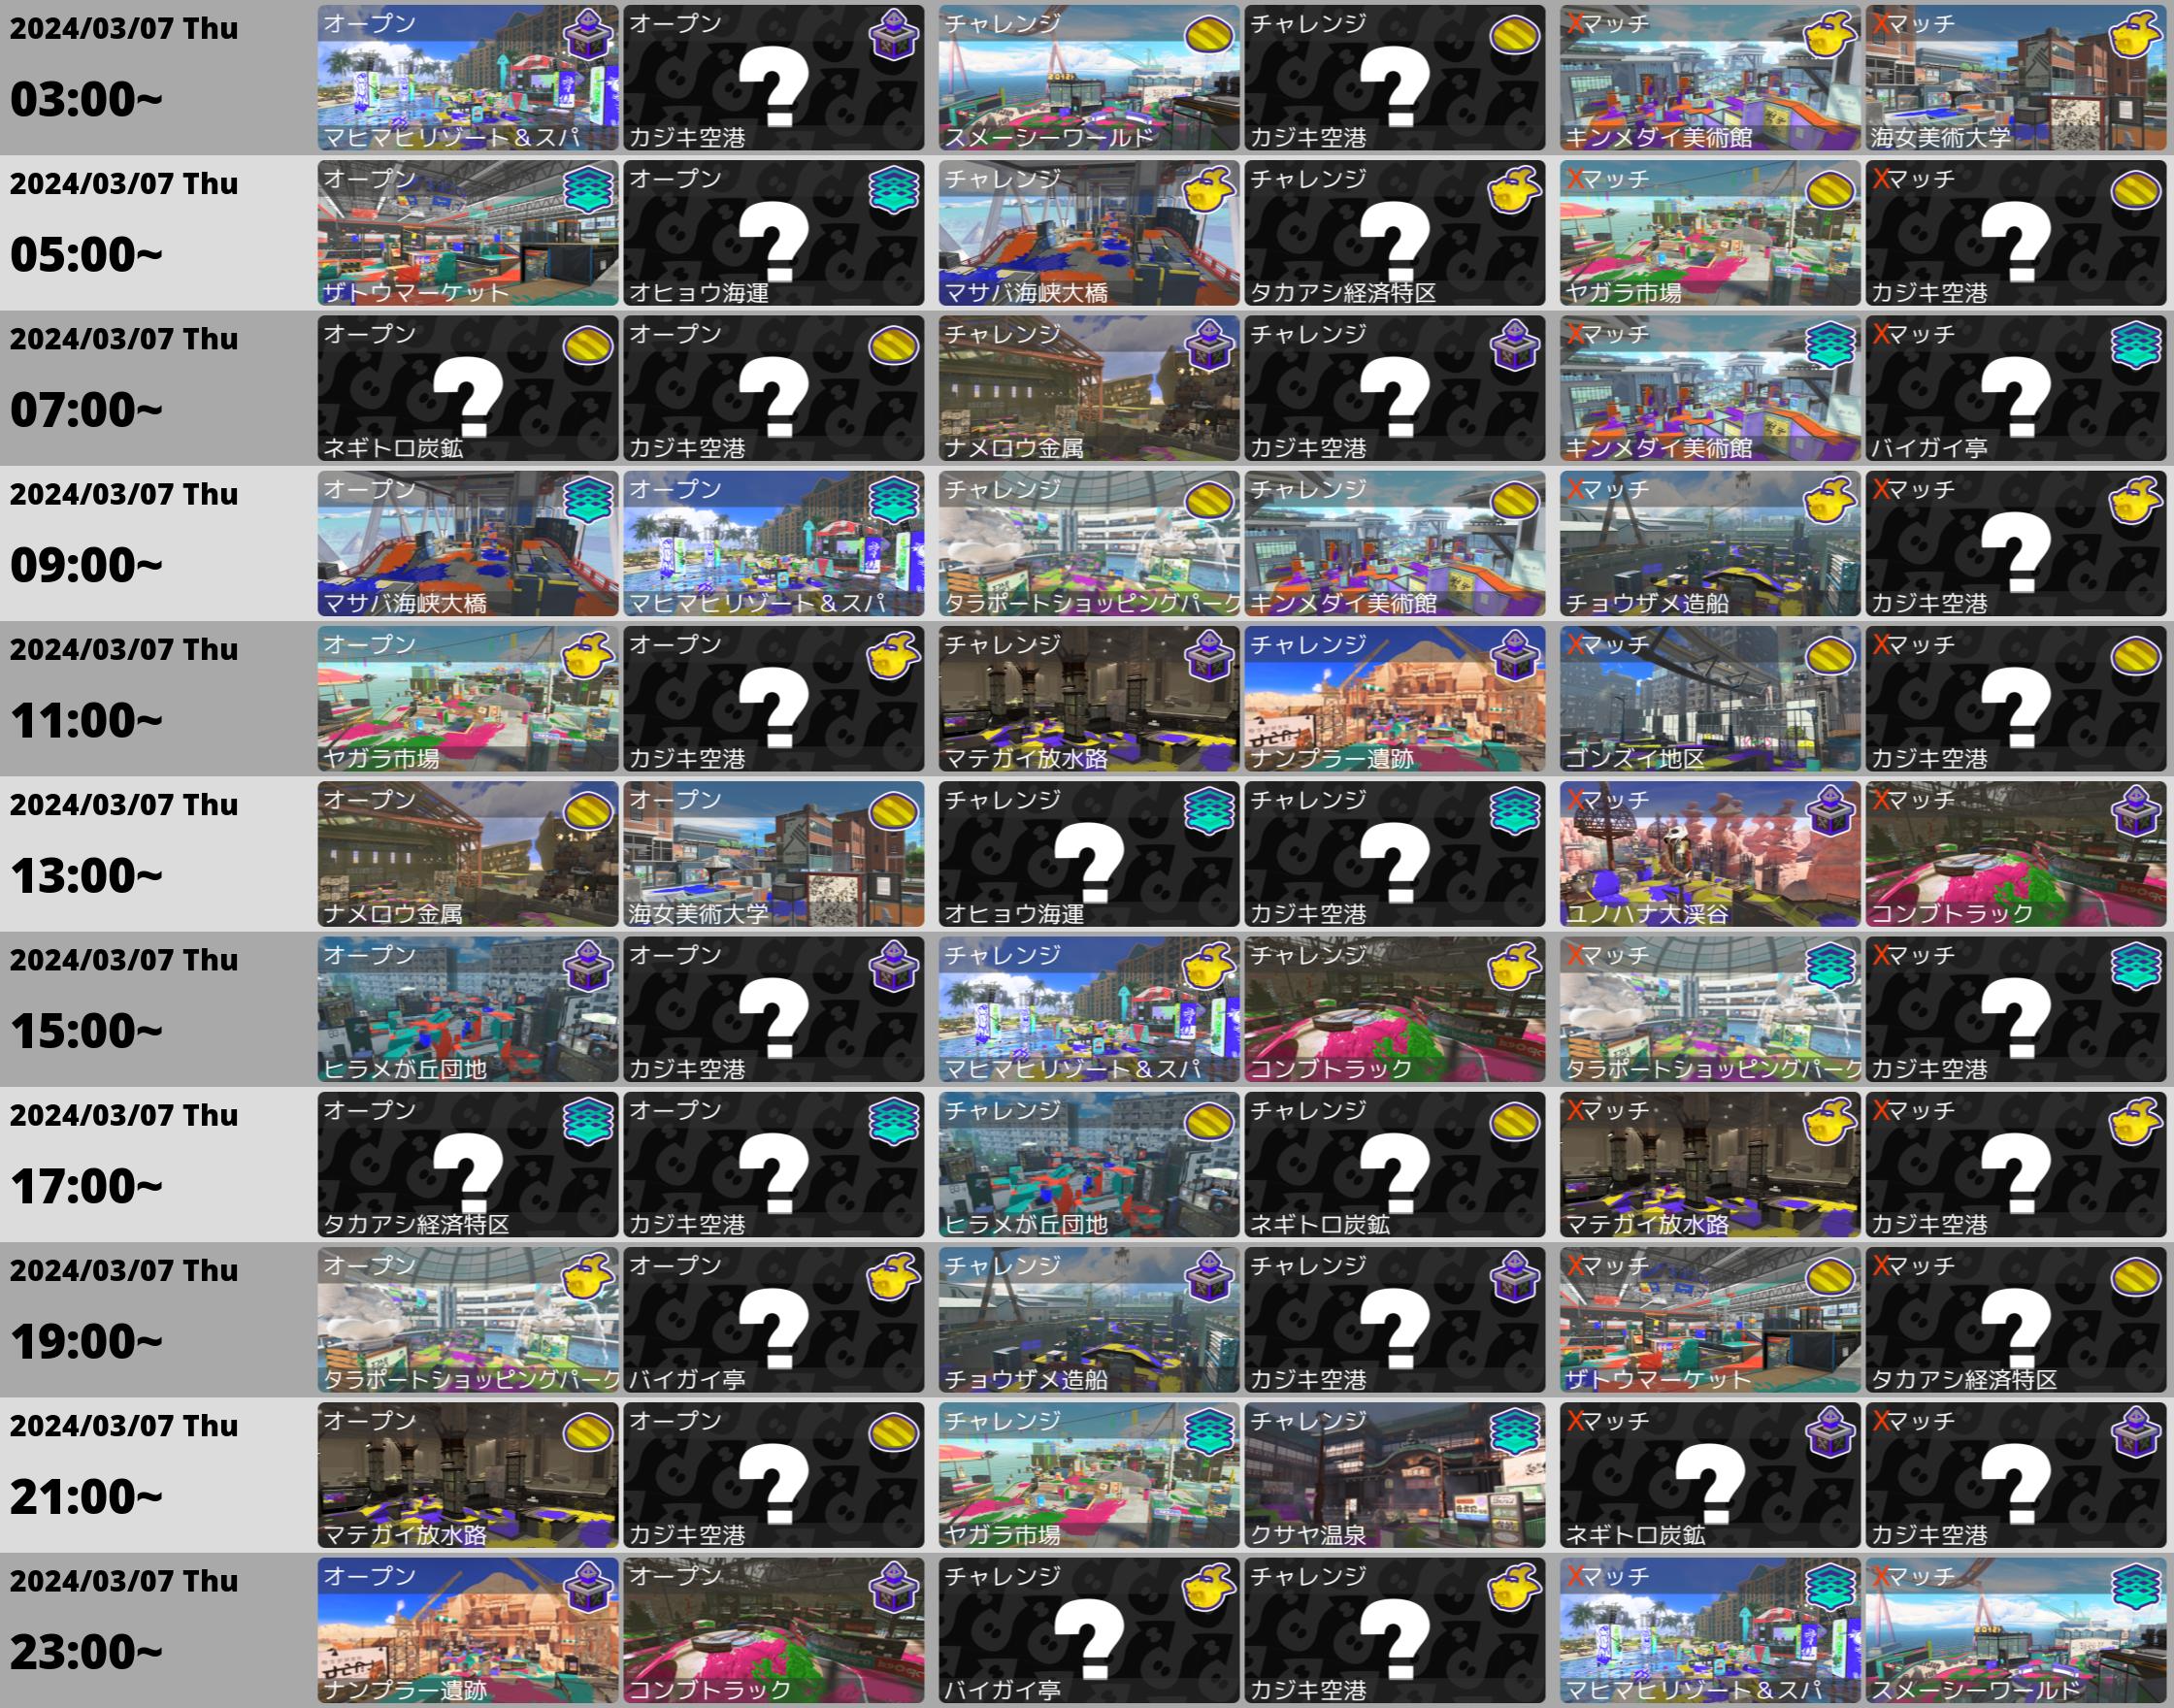 2024/03/07 Thu
03:00~
オープン
マヒマヒリゾート＆スパ
オープン
カジキ空港
チャレンジ
スメーシーワールド
チャレンジ
カジキ空港
Xマッチ
キンメダイ美術館
Xマッチ
海女美術大学
2024/03/07 Thu
05:00~
オープン
ザトウマーケット
オープン
オヒョウ海運
チャレンジ
マサバ海峡大橋
チャレンジ
タカアシ経済特区
Xマッチ
ヤガラ市場
Xマッチ
カジキ空港
2024/03/07 Thu
07:00~
オープン
ネギトロ炭鉱
オープン
カジキ空港
チャレンジ
ナメロウ金属
チャレンジ
カジキ空港
Xマッチ
キンメダイ美術館
Xマッチ
バイガイ亭
2024/03/07 Thu
09:00~
オープン
マサバ海峡大橋
オープン
マヒマヒリゾート＆スパ
チャレンジ
タラポートショッピングパーク
チャレンジ
キンメダイ美術館
Xマッチ
チョウザメ造船
Xマッチ
カジキ空港
2024/03/07 Thu
11:00~
オープン
ヤガラ市場
オープン
カジキ空港
チャレンジ
マテガイ放水路
チャレンジ
ナンプラー遺跡
Xマッチ
ゴンズイ地区
Xマッチ
カジキ空港
2024/03/07 Thu
13:00~
オープン
ナメロウ金属
オープン
海女美術大学
チャレンジ
オヒョウ海運
チャレンジ
カジキ空港
Xマッチ
ユノハナ大渓谷
Xマッチ
コンブトラック
2024/03/07 Thu
15:00~
オープン
ヒラメが丘団地
オープン
カジキ空港
チャレンジ
マヒマヒリゾート＆スパ
チャレンジ
コンブトラック
Xマッチ
タラポートショッピングパーク
Xマッチ
カジキ空港
2024/03/07 Thu
17:00~
オープン
タカアシ経済特区
オープン
カジキ空港
チャレンジ
ヒラメが丘団地
チャレンジ
ネギトロ炭鉱
Xマッチ
マテガイ放水路
Xマッチ
カジキ空港
2024/03/07 Thu
19:00~
オープン
タラポートショッピングパーク
オープン
バイガイ亭
チャレンジ
チョウザメ造船
チャレンジ
カジキ空港
Xマッチ
ザトウマーケット
Xマッチ
タカアシ経済特区
2024/03/07 Thu
21:00~
オープン
マテガイ放水路
オープン
カジキ空港
チャレンジ
ヤガラ市場
チャレンジ
クサヤ温泉
Xマッチ
ネギトロ炭鉱
Xマッチ
カジキ空港
2024/03/07 Thu
23:00~
オープン
ナンプラー遺跡
オープン
コンブトラック
チャレンジ
バイガイ亭
チャレンジ
カジキ空港
Xマッチ
マヒマヒリゾート＆スパ
Xマッチ
スメーシーワールド